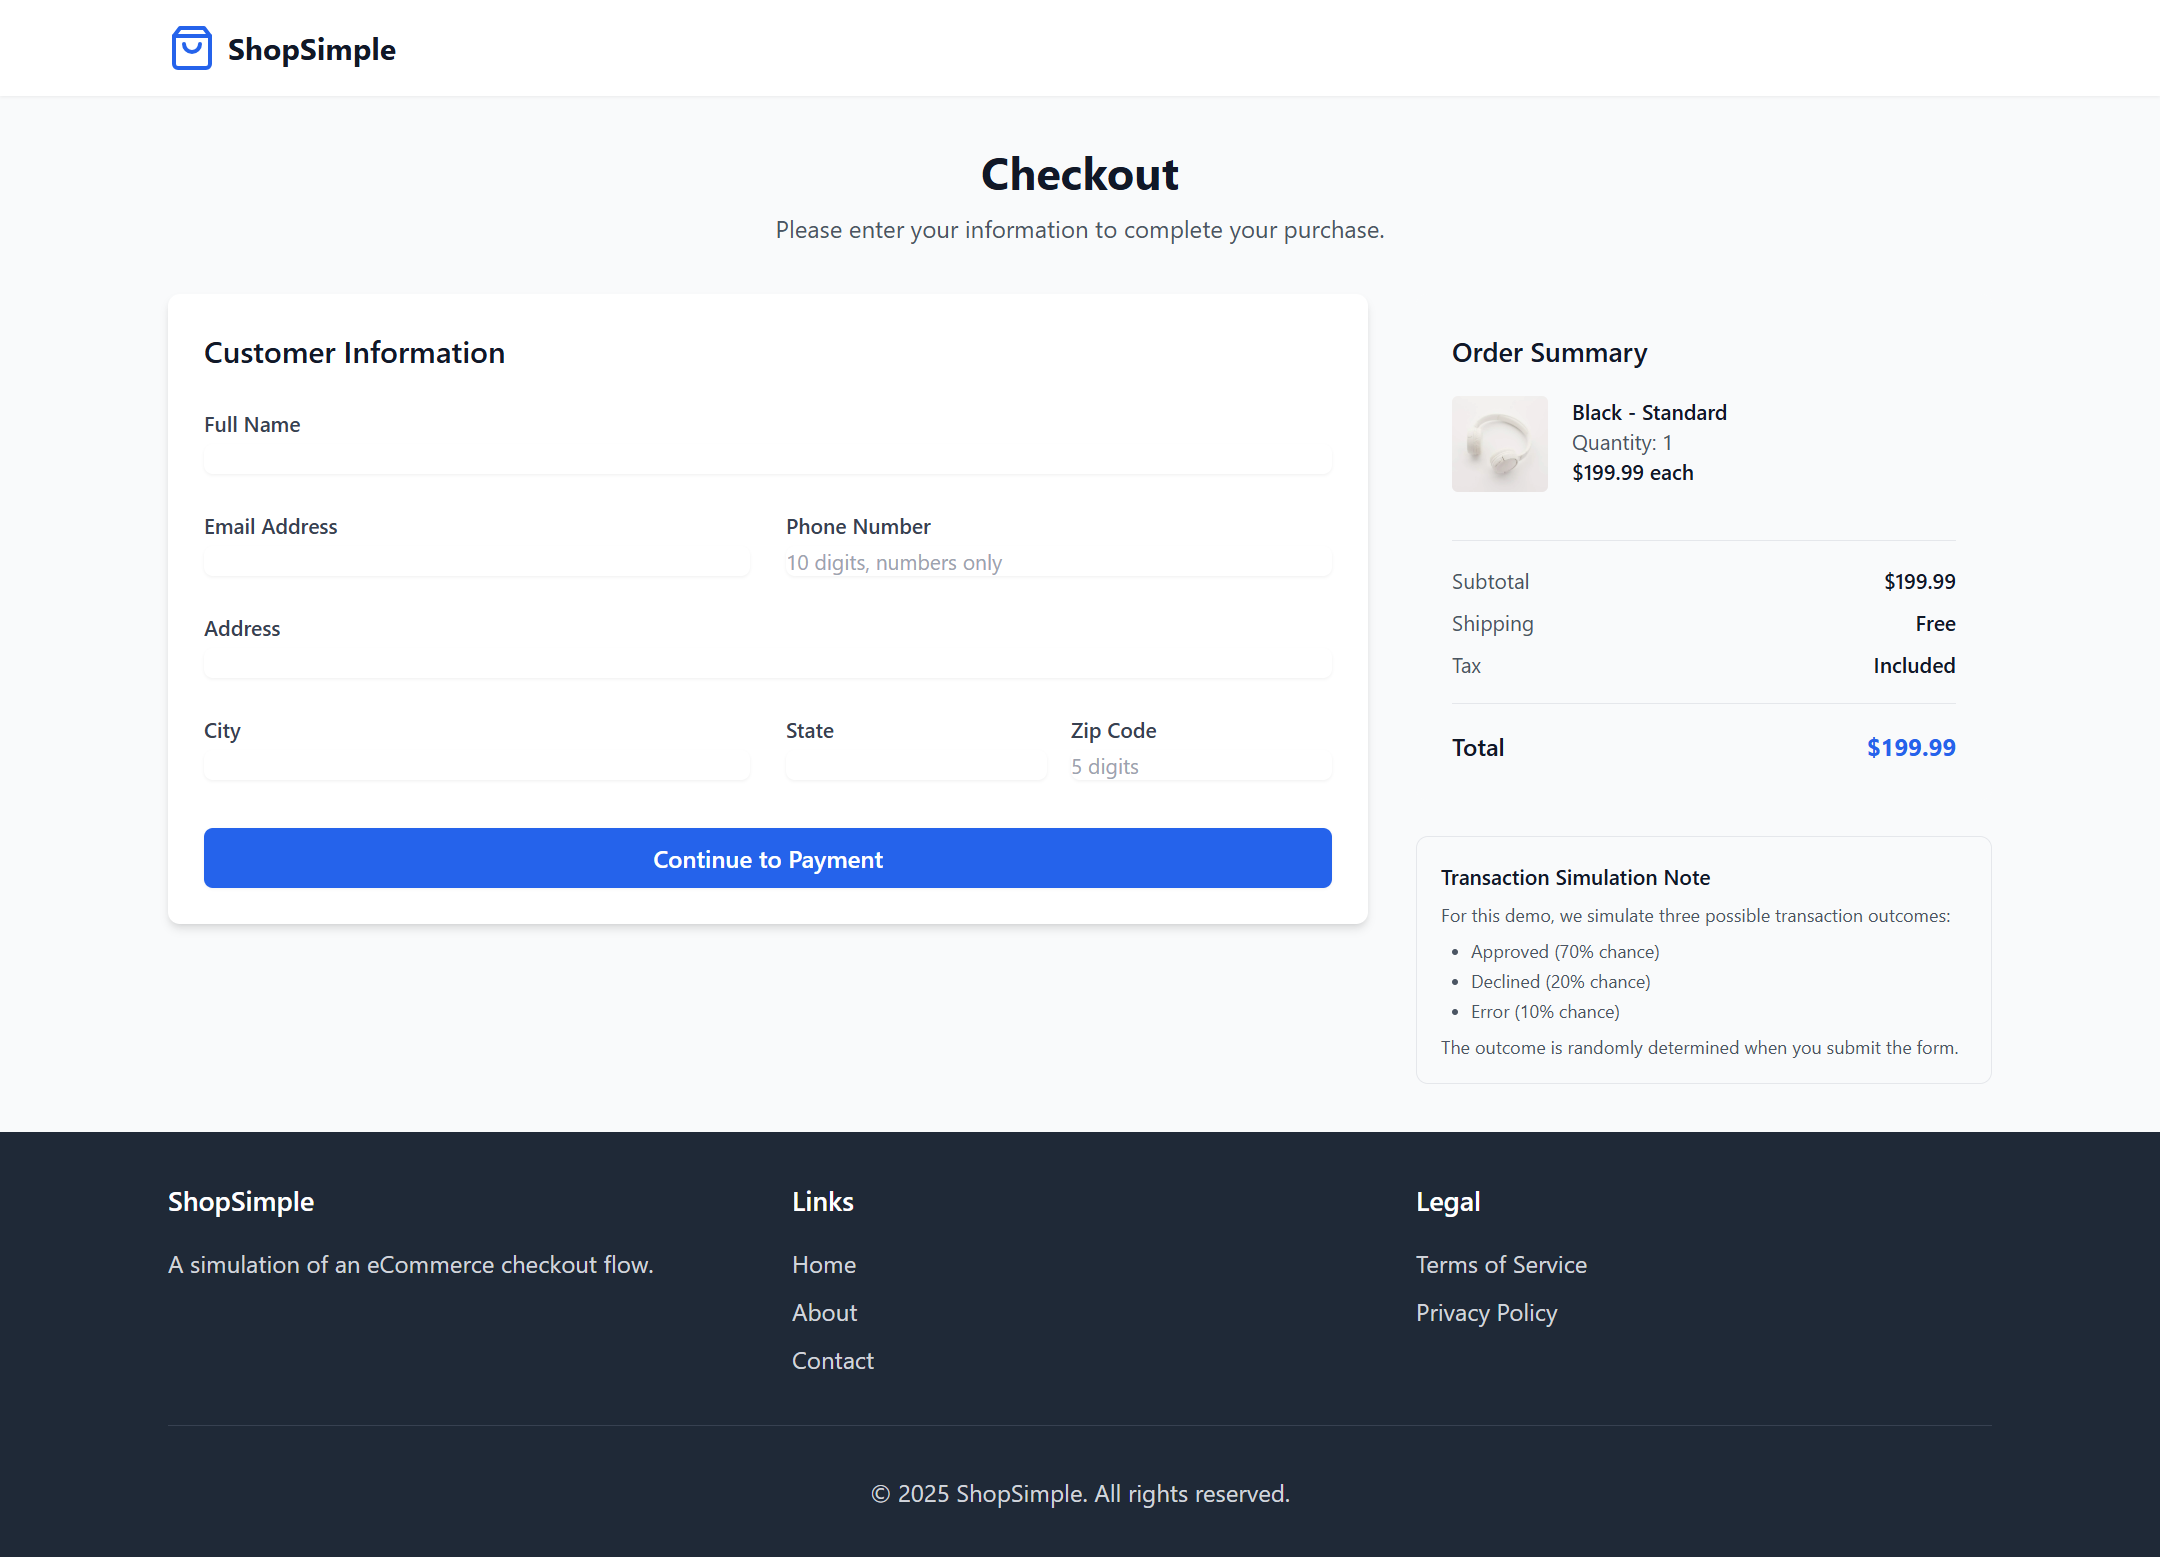 ShopSimple
Checkout
Please enter your information to complete your purchase.
Customer Information
Full Name
Email Address
Phone Number
10 digits, numbers only
Address
City
State
Zip Code
5 digits
Continue to Payment
Order Summary
Black - Standard
Quantity: 1
$199.99 each
Subtotal $199.99
Shipping Free
Tax Included
Total $199.99
Transaction Simulation Note
For this demo, we simulate three possible transaction outcomes:
• Approved (70% chance)
• Declined (20% chance)
• Error (10% chance)
The outcome is randomly determined when you submit the form.
ShopSimple
A simulation of an eCommerce checkout flow.
Links
Home
About
Contact
Legal
Terms of Service
Privacy Policy
© 2025 ShopSimple. All rights reserved.